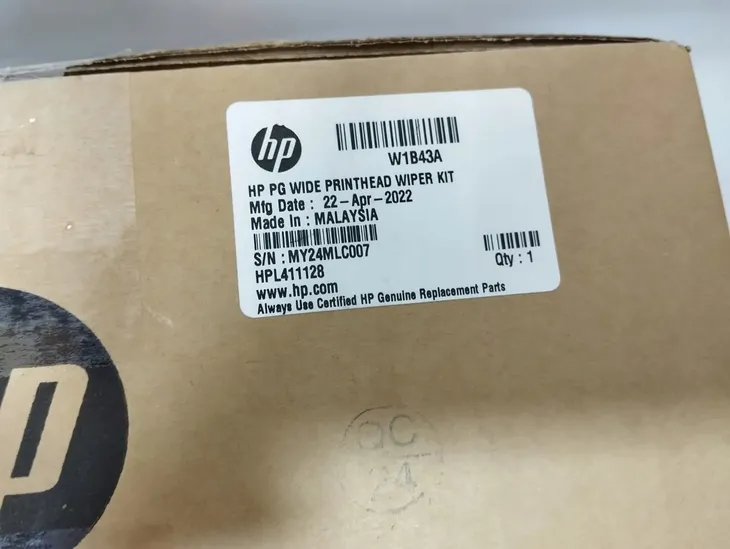 hp
W1B43A
HP PG WIDE PRINTHEAD WIPER KIT
Mfg Date : 22-Apr-2022
Made in : MALAYSIA
S/N : MY24MLC007
Qty : 1
HPL411128
www.hp.com
Always Use Certified HP Genuine Replacement Parts
p
QC
4